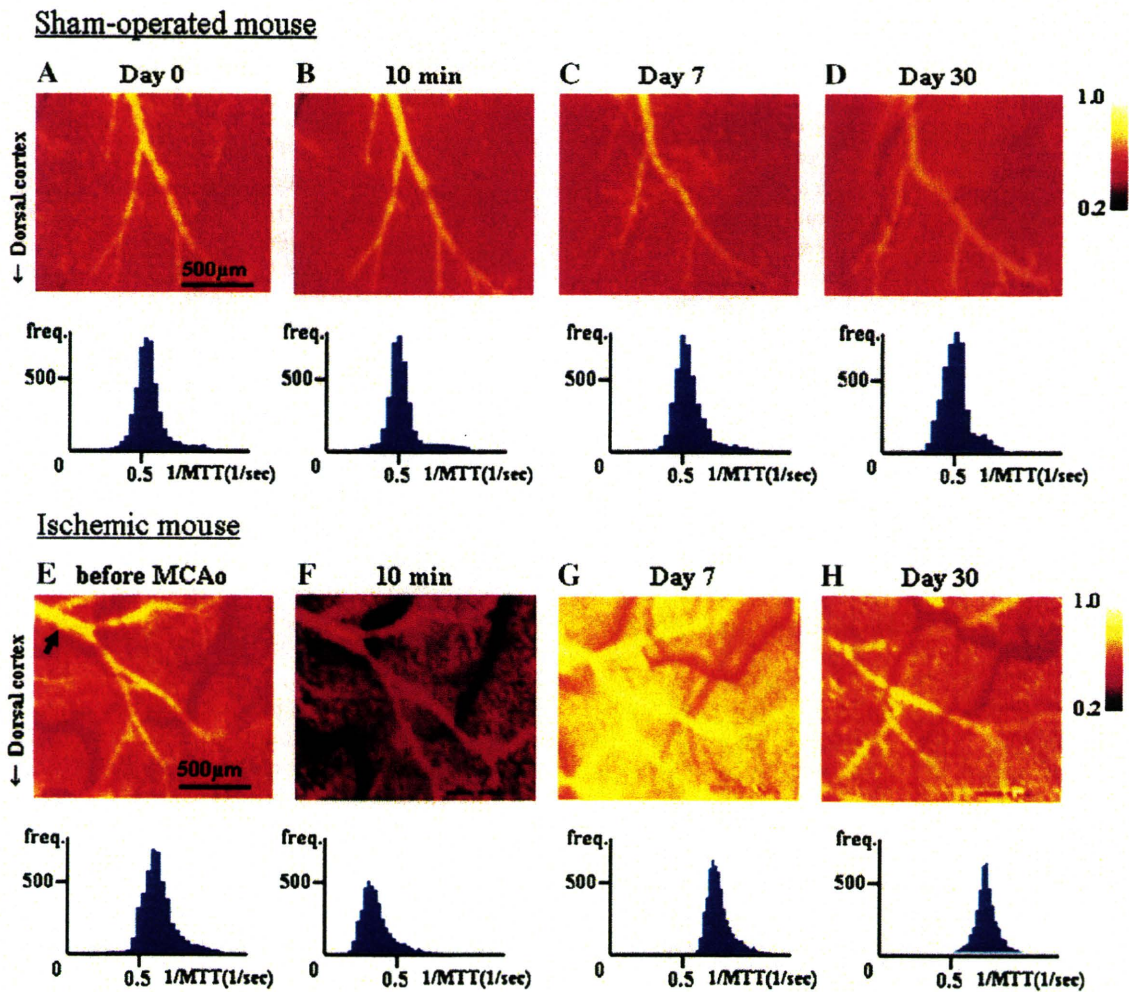 Sham-operated mouse
A Day 0
B 10 min
C Day 7
D Day 30
← Dorsal cortex
500µm
1.0
0.2
freq.
500
0
0.5 1/MTT(1/sec)
freq.
500
0
0.5 1/MTT(1/sec)
freq.
500
0
0.5 1/MTT(1/sec)
freq.
500
0
0.5 1/MTT(1/sec)
Ischemic mouse
E before MCAo
F 10 min
G Day 7
H Day 30
← Dorsal cortex
500µm
1.0
0.2
freq.
500
0
0.5 1/MTT(1/sec)
freq.
500
0
0.5 1/MTT(1/sec)
freq.
500
0
0.5 1/MTT(1/sec)
freq.
500
0
0.5 1/MTT(1/sec)